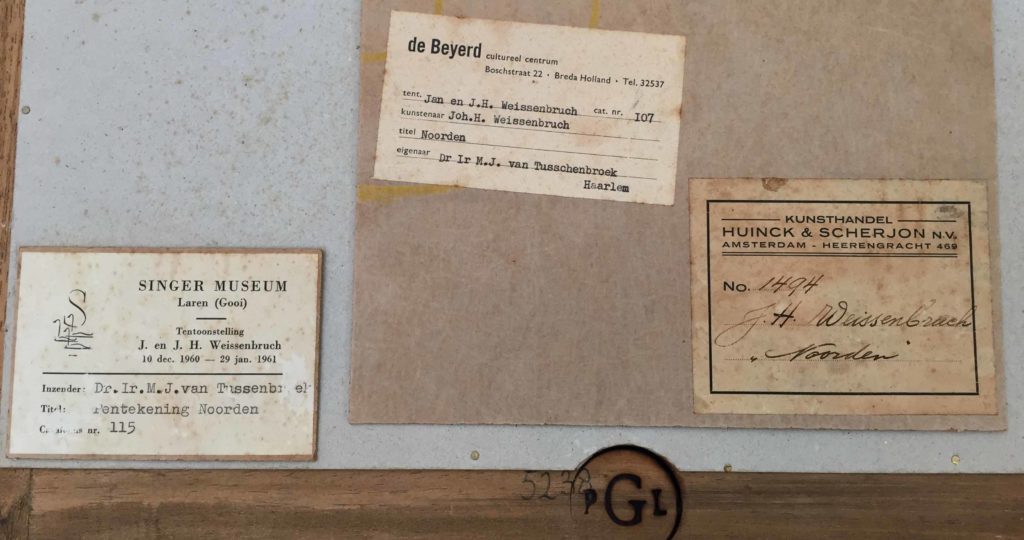 de Beyerd cultureel centrum
Boschstraat 22 · Breda Holland · Tel. 32537
tent. Jan en J.H. Weissenbruch cat. nr. 107
kunstenaar Joh.H. Weissenbruch
titel Noorden
eigenaar Dr Ir M.J. van Tusschenbroek
Haarlem
KUNSTHANDEL
HUINCK & SCHERJON N.V.
AMSTERDAM - HEERENGRACHT 469
No. 1494
J. H. Weissenbruch
„ Noorden"
SINGER MUSEUM
Laren (Gooi)
Tentoonstelling
J. en J. H. Weissenbruch
10 dec. 1960 — 29 jan. 1961
Inzender: Dr.Ir.M.J.van
Titel: Noorden
nr. 115
5238
PGL